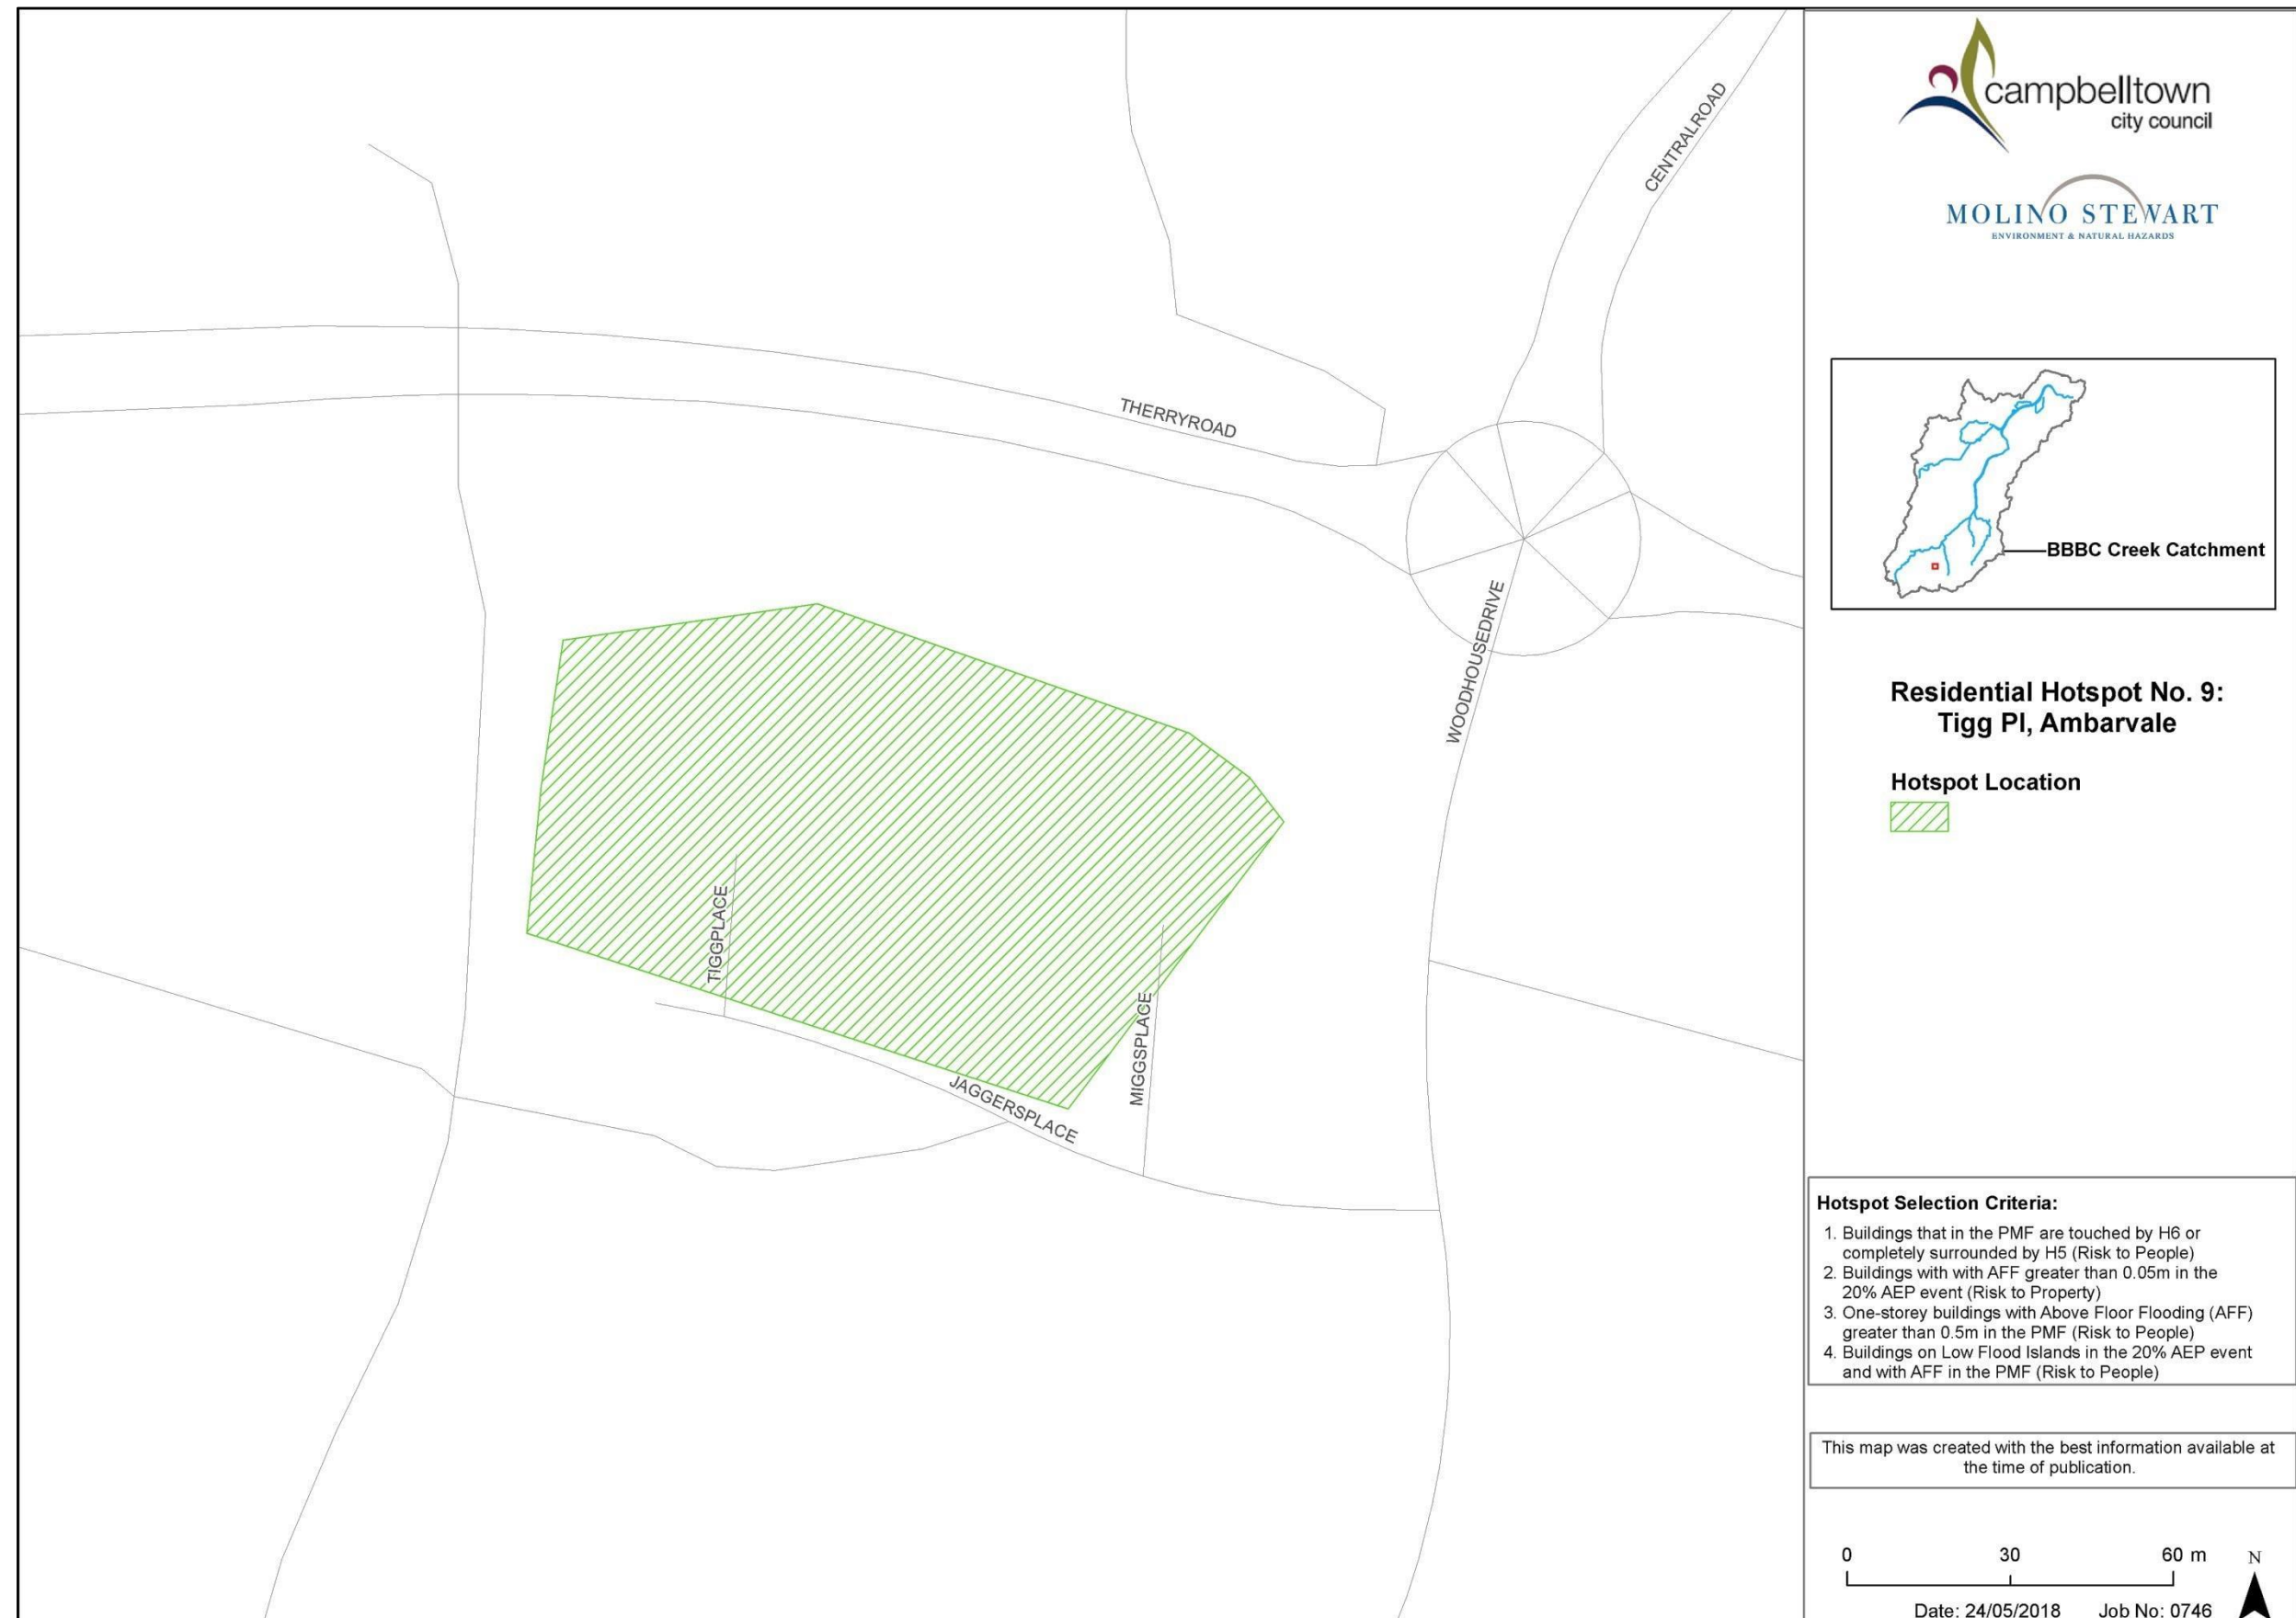 CENTRALROAD
THERRYROAD
WOODHOUSEDRIVE
TIGGPLACE
MIGGSPLACE
JAGGERSPLACE
campbelltown
city council
MOLINO STEWART
ENVIRONMENT & NATURAL HAZARDS
BBBC Creek Catchment
Residential Hotspot No. 9:
Tigg Pl, Ambarvale
Hotspot Location
Hotspot Selection Criteria:
1. Buildings that in the PMF are touched by H6 or
completely surrounded by H5 (Risk to People)
2. Buildings with with AFF greater than 0.05m in the
20% AEP event (Risk to Property)
3. One-storey buildings with Above Floor Flooding (AFF)
greater than 0.5m in the PMF (Risk to People)
4. Buildings on Low Flood Islands in the 20% AEP event
and with AFF in the PMF (Risk to People)
This map was created with the best information available at
the time of publication.
0 30 60 m N
Date: 24/05/2018 Job No: 0746